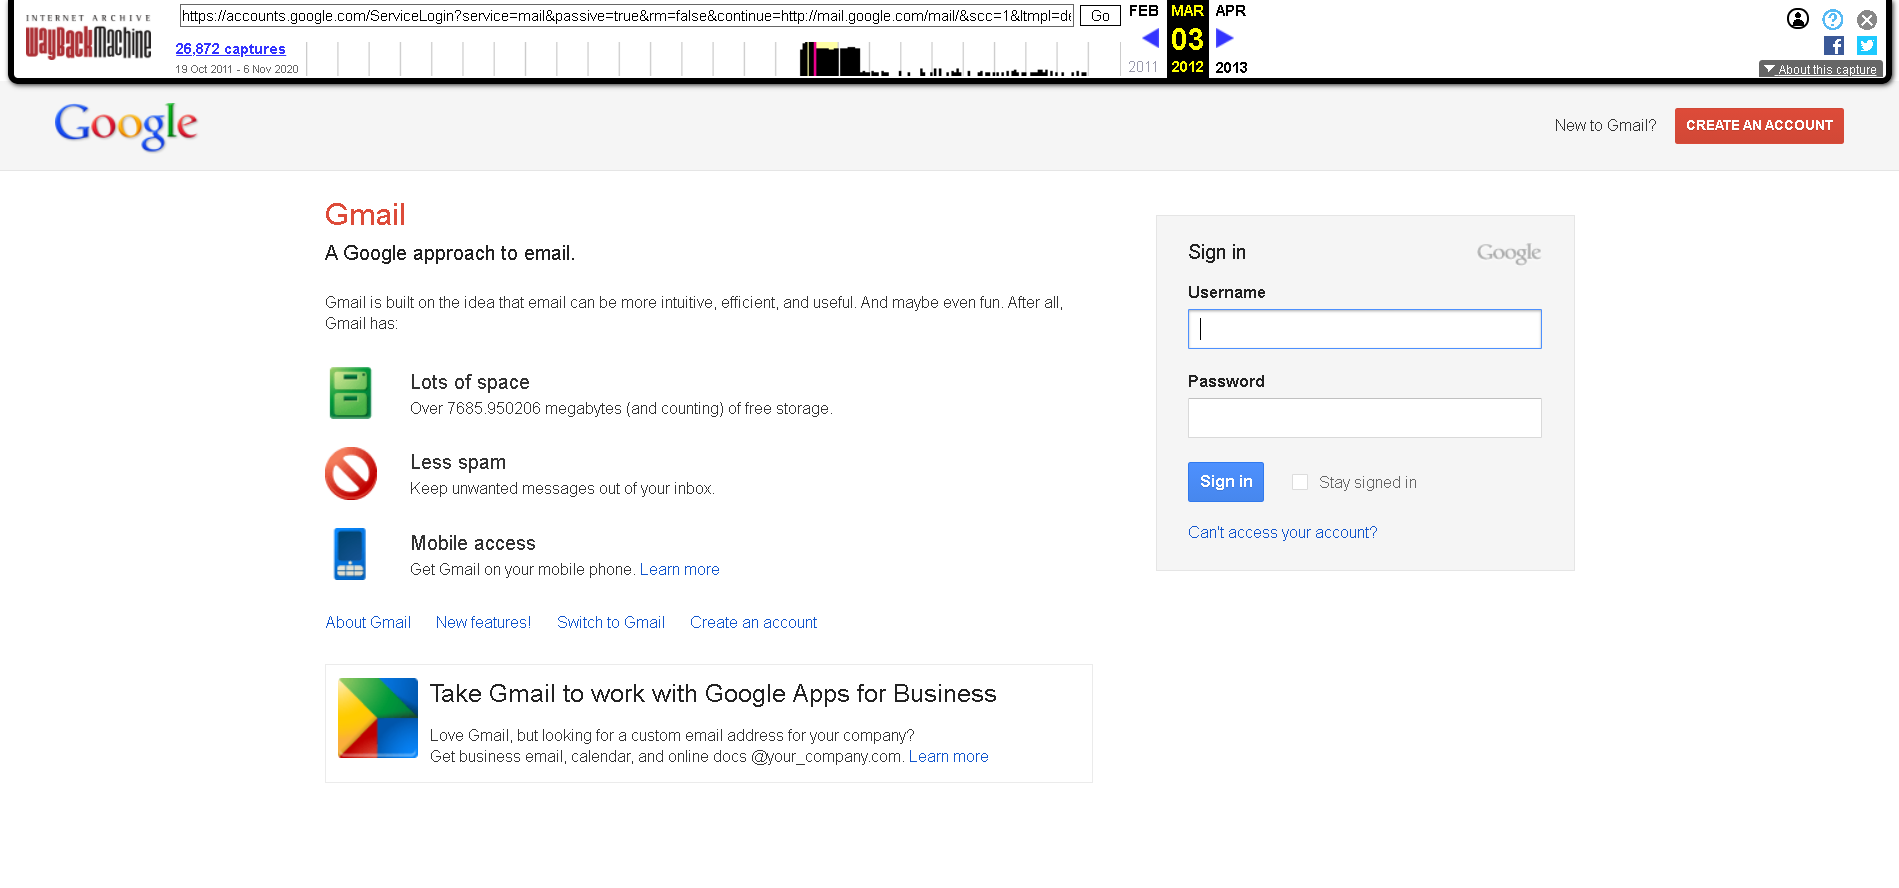 INTERNET ARCHIVE
WayBackMachine
https://accounts.google.com/ServiceLogin?service=mail&passive=true&rm=false&continue=http://mail.google.com/mail/&scc=1&ltmpl=de
Go
26,872 captures
19 Oct 2011 - 6 Nov 2020
FEB MAR APR
03
2011 2012 2013
?
f
About this capture
Google
New to Gmail? CREATE AN ACCOUNT
Gmail
A Google approach to email.
Gmail is built on the idea that email can be more intuitive, efficient, and useful. And maybe even fun. After all,
Gmail has:
Lots of space
Over 7685.950206 megabytes (and counting) of free storage.
Less spam
Keep unwanted messages out of your inbox.
Mobile access
Get Gmail on your mobile phone. Learn more
About Gmail New features! Switch to Gmail Create an account
Take Gmail to work with Google Apps for Business
Love Gmail, but looking for a custom email address for your company?
Get business email, calendar, and online docs @your_company.com. Learn more
Sign in Google
Username
Password
Sign in Stay signed in
Can't access your account?